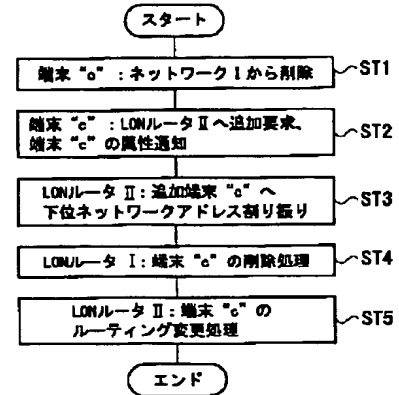 スタート
端末“c”:ネットワークⅠから削除
ST1
端末“c”:LONルータⅡへ追加要求、
端末“c”の属性通知
ST2
LONルータⅡ:追加端末“c”へ
下位ネットワークアドレス割り振り
ST3
LONルータ Ⅰ:端末“c”の削除処理
ST4
LONルータ Ⅱ:端末“c”の
ルーティング変更処理
ST5
エンド